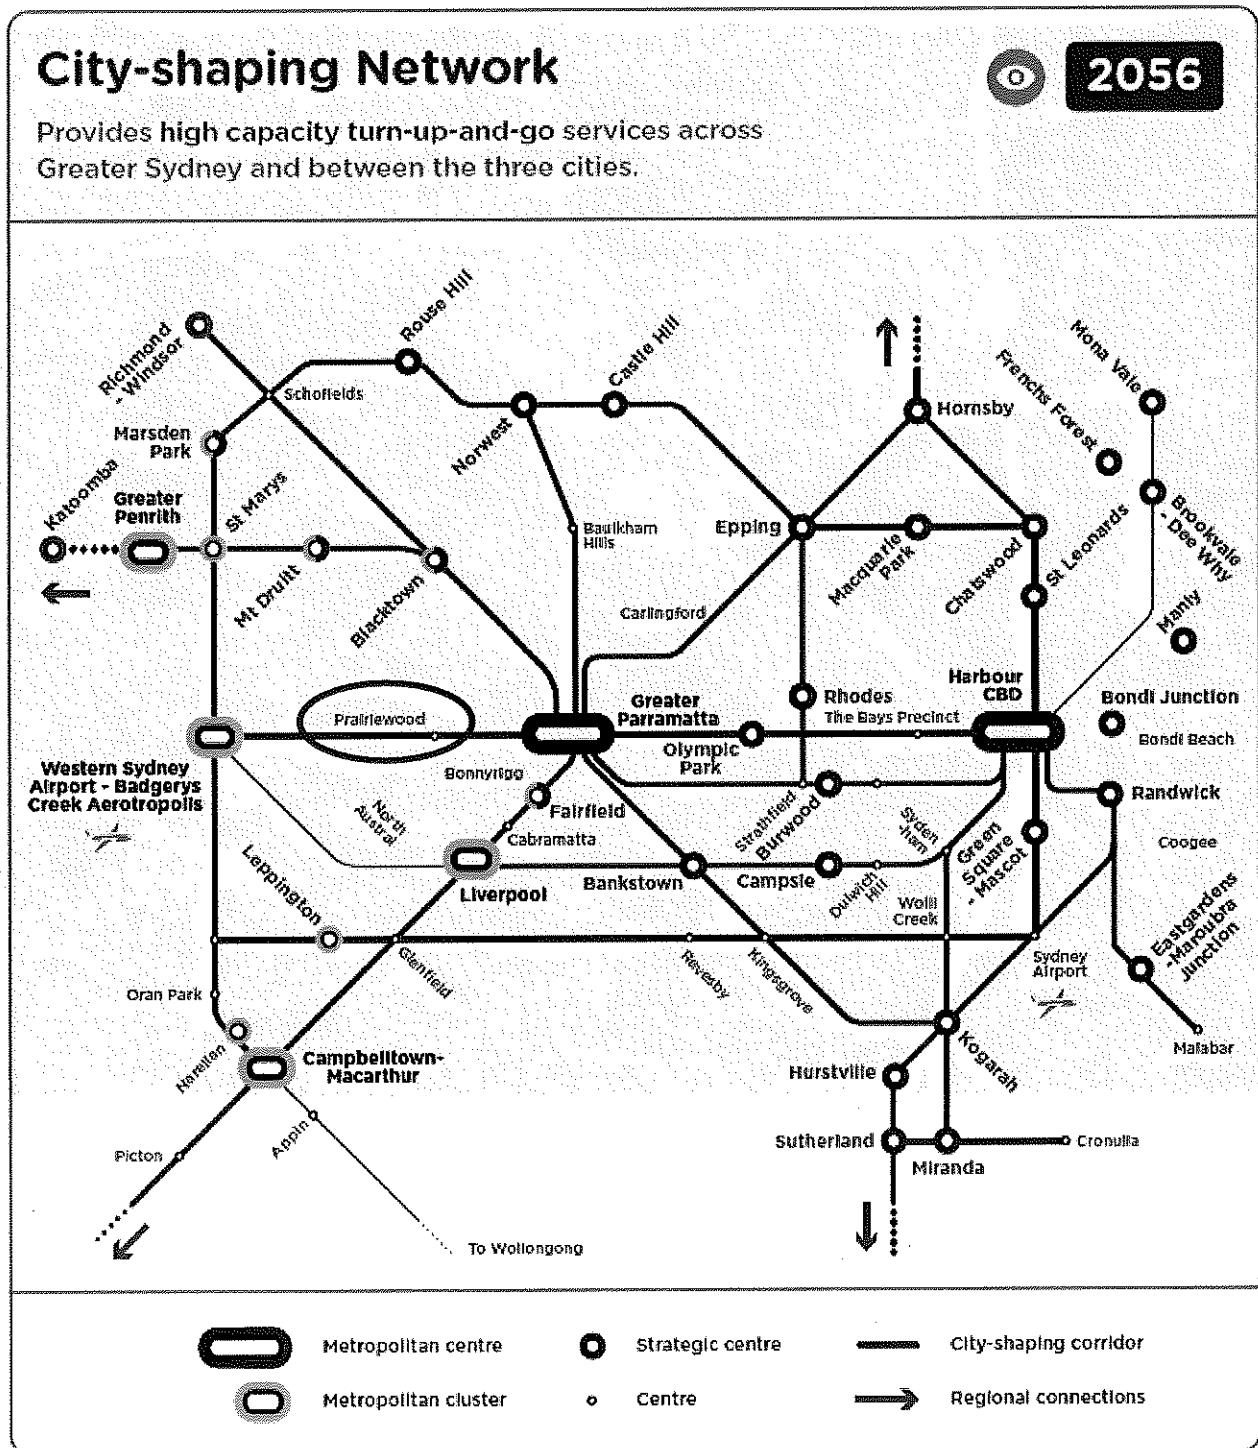 City-shaping Network
2056
Provides high capacity turn-up-and-go services across
Greater Sydney and between the three cities.
Richmond
- Windsor
Schofields
Rouse Hill
Castle Hill
Norwest
Hornsby
Mona Vale
Frenchs Forest
Marsden
Park
Katoomba
Greater
Penrith
St Marys
Mt Druitt
Blacktown
Baulkham
Hills
Epping
Macquarie
Park
Chatswood
St Leonards
Brookvale
- Dee Why
Manly
Carlingford
Prairiewood
Greater
Parramatta
Rhodes
The Bays Precinct
Harbour
CBD
Bondi Junction
Bondi Beach
Olympic
Park
Western Sydney
Airport - Badgerys
Creek Aerotropolis
Bonnyrigg
Fairfield
Cabramatta
North
Austral
Strathfield
Burwood
Syden
-ham
Green
Square
- Mascot
Randwick
Coogee
Leppington
Liverpool
Bankstown
Campsie
Dulwich
Hill
Wolli
Creek
Eastgardens
-Maroubra
Junction
Glenfield
Revesby
Kingsgrove
Sydney
Airport
Oran Park
Narellan
Campbelltown-
Macarthur
Kogarah
Malabar
Hurstville
Picton
Appin
Sutherland
Miranda
Cronulla
To Wollongong
Metropolitan centre
Strategic centre
City-shaping corridor
Metropolitan cluster
Centre
Regional connections